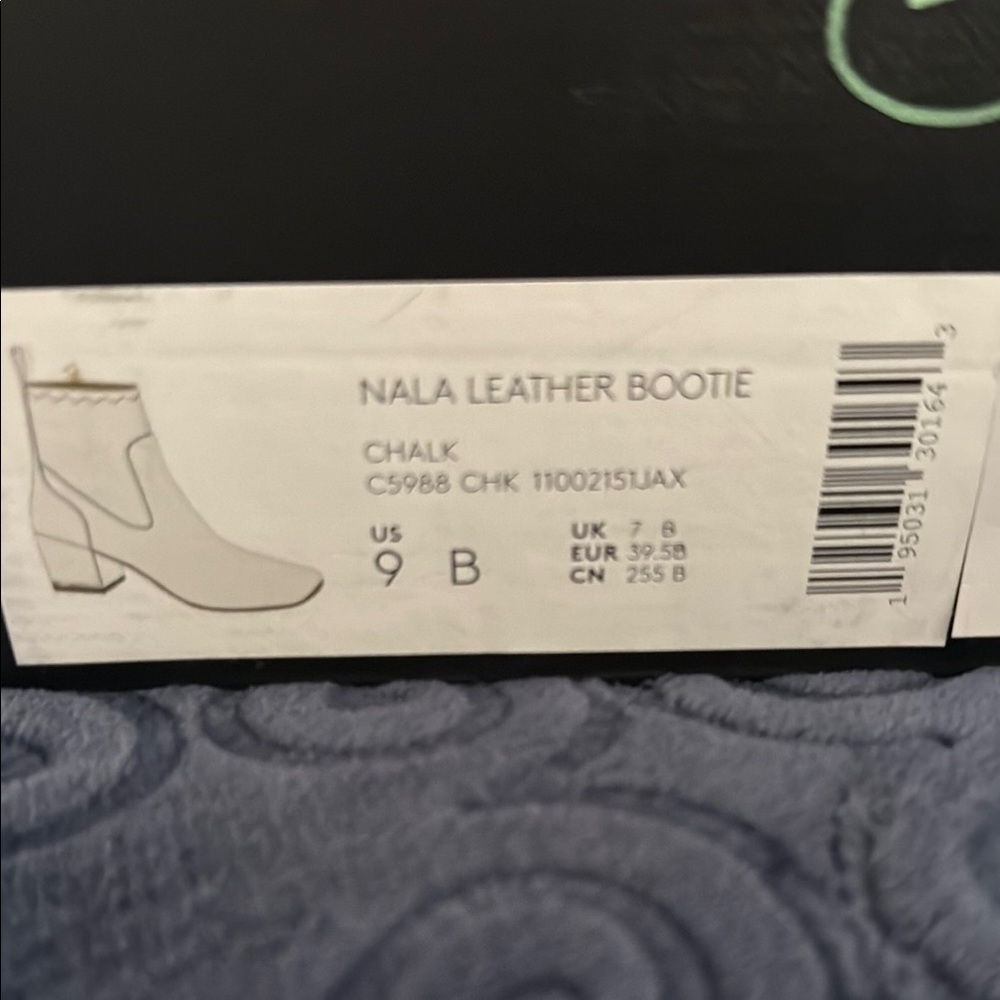 NALA LEATHER BOOTIE
CHALK
C5988 CHK 11002151JAX
US
9 B
UK 7 B
EUR 39.5B
CN 255 B
1 95031 30164 3